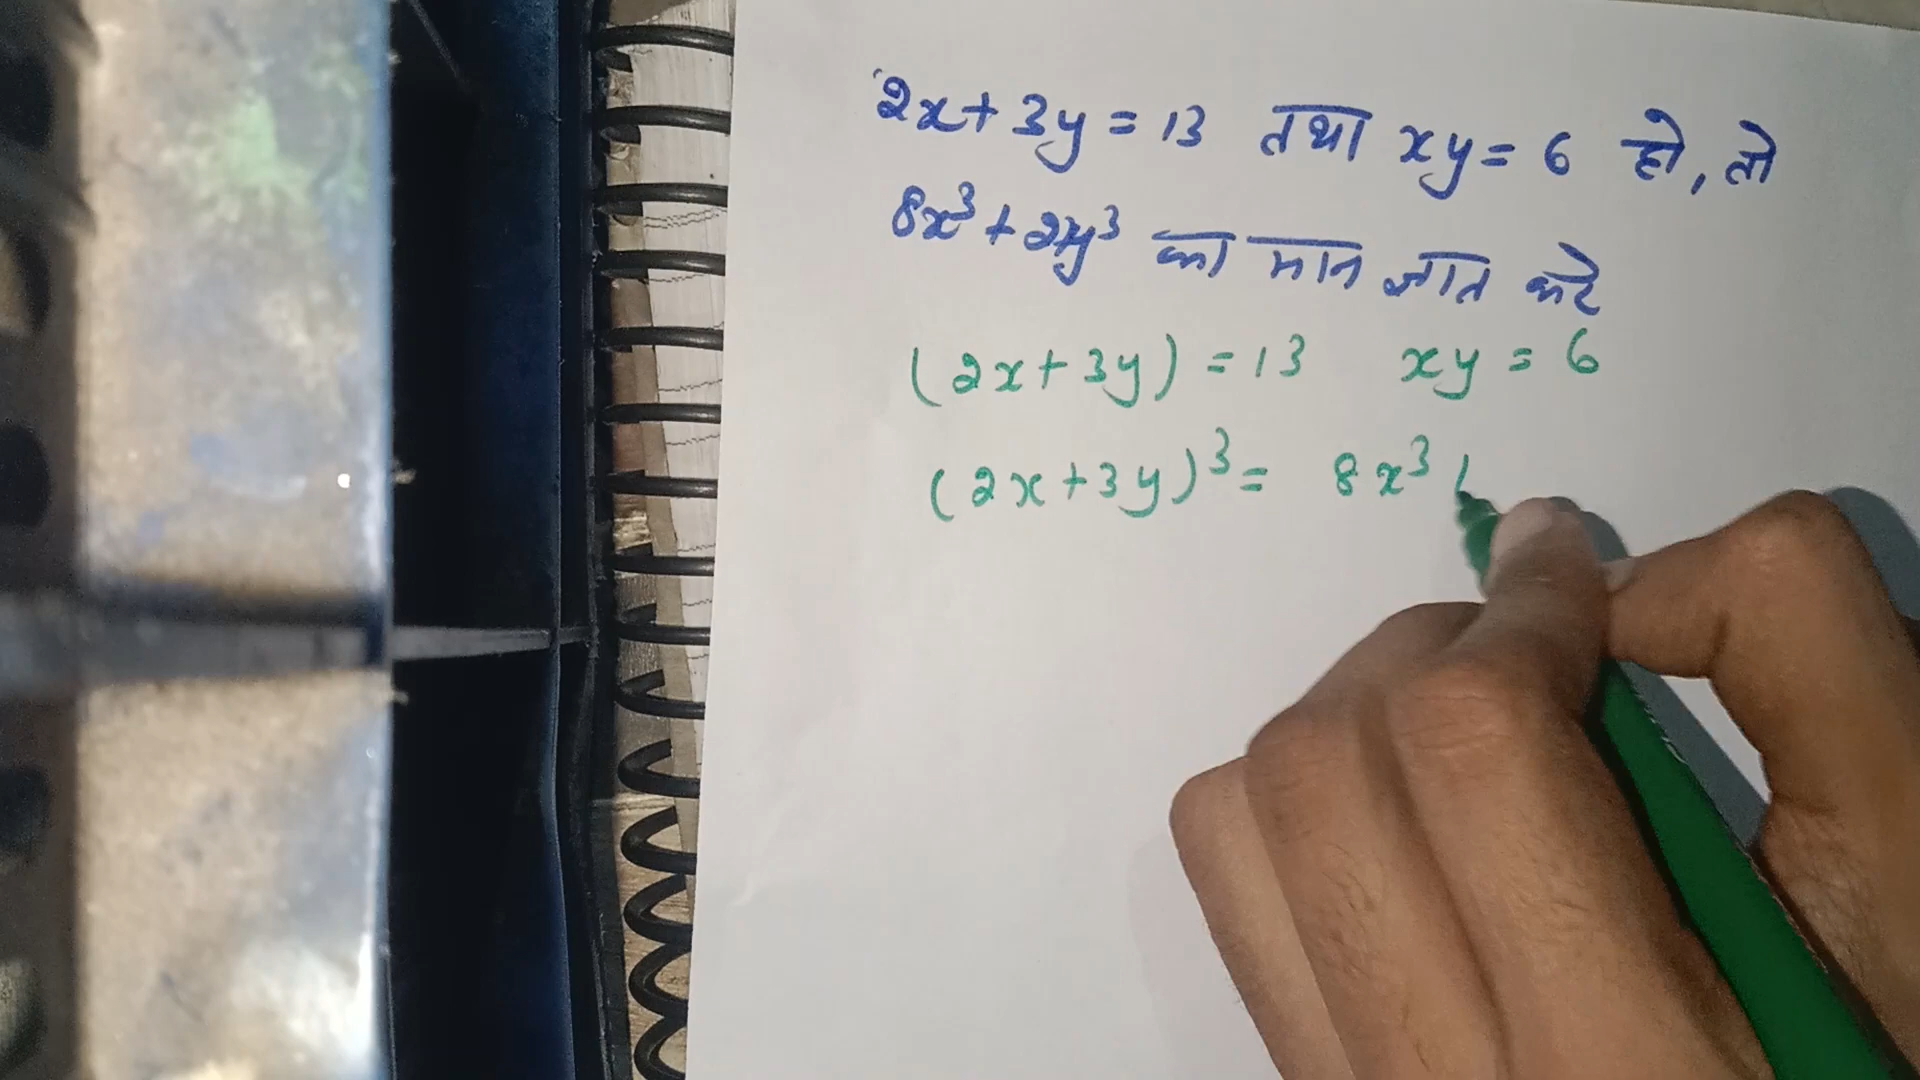 2x + 3y = 13 तथा xy = 6 हो, तो
8x³ + 27y³ का मान ज्ञात करे
(2x + 3y) = 13 xy = 6
(2x + 3y)³ = 8x³